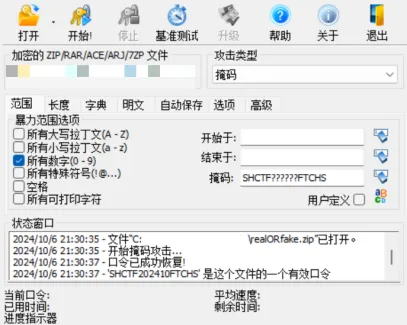 打开 开始! 停止 基准测试 升级 帮助 关于 退出
加密的 ZIP/RAR/ACE/ARJ/7ZP 文件
攻击类型
掩码
范围 长度 字典 明文 自动保存 选项 高级
暴力范围选项
所有大写拉丁文(A - Z)
所有小写拉丁文(a - z)
所有数字(0 - 9)
所有特殊符号(!@...)
空格
所有可打印字符
开始于:
结束于:
掩码: SHCTF??????FTCHS
用户定义
状态窗口
2024/10/6 21:30:35 - 文件"C: \realORfake.zip"已打开。
2024/10/6 21:30:35 - 开始掩码攻击...
2024/10/6 21:30:37 - 口令已成功恢复!
2024/10/6 21:30:37 - 'SHCTF202410FTCHS' 是这个文件的一个有效口令
当前口令: 平均速度:
已用时间: 剩余时间:
进度指示器